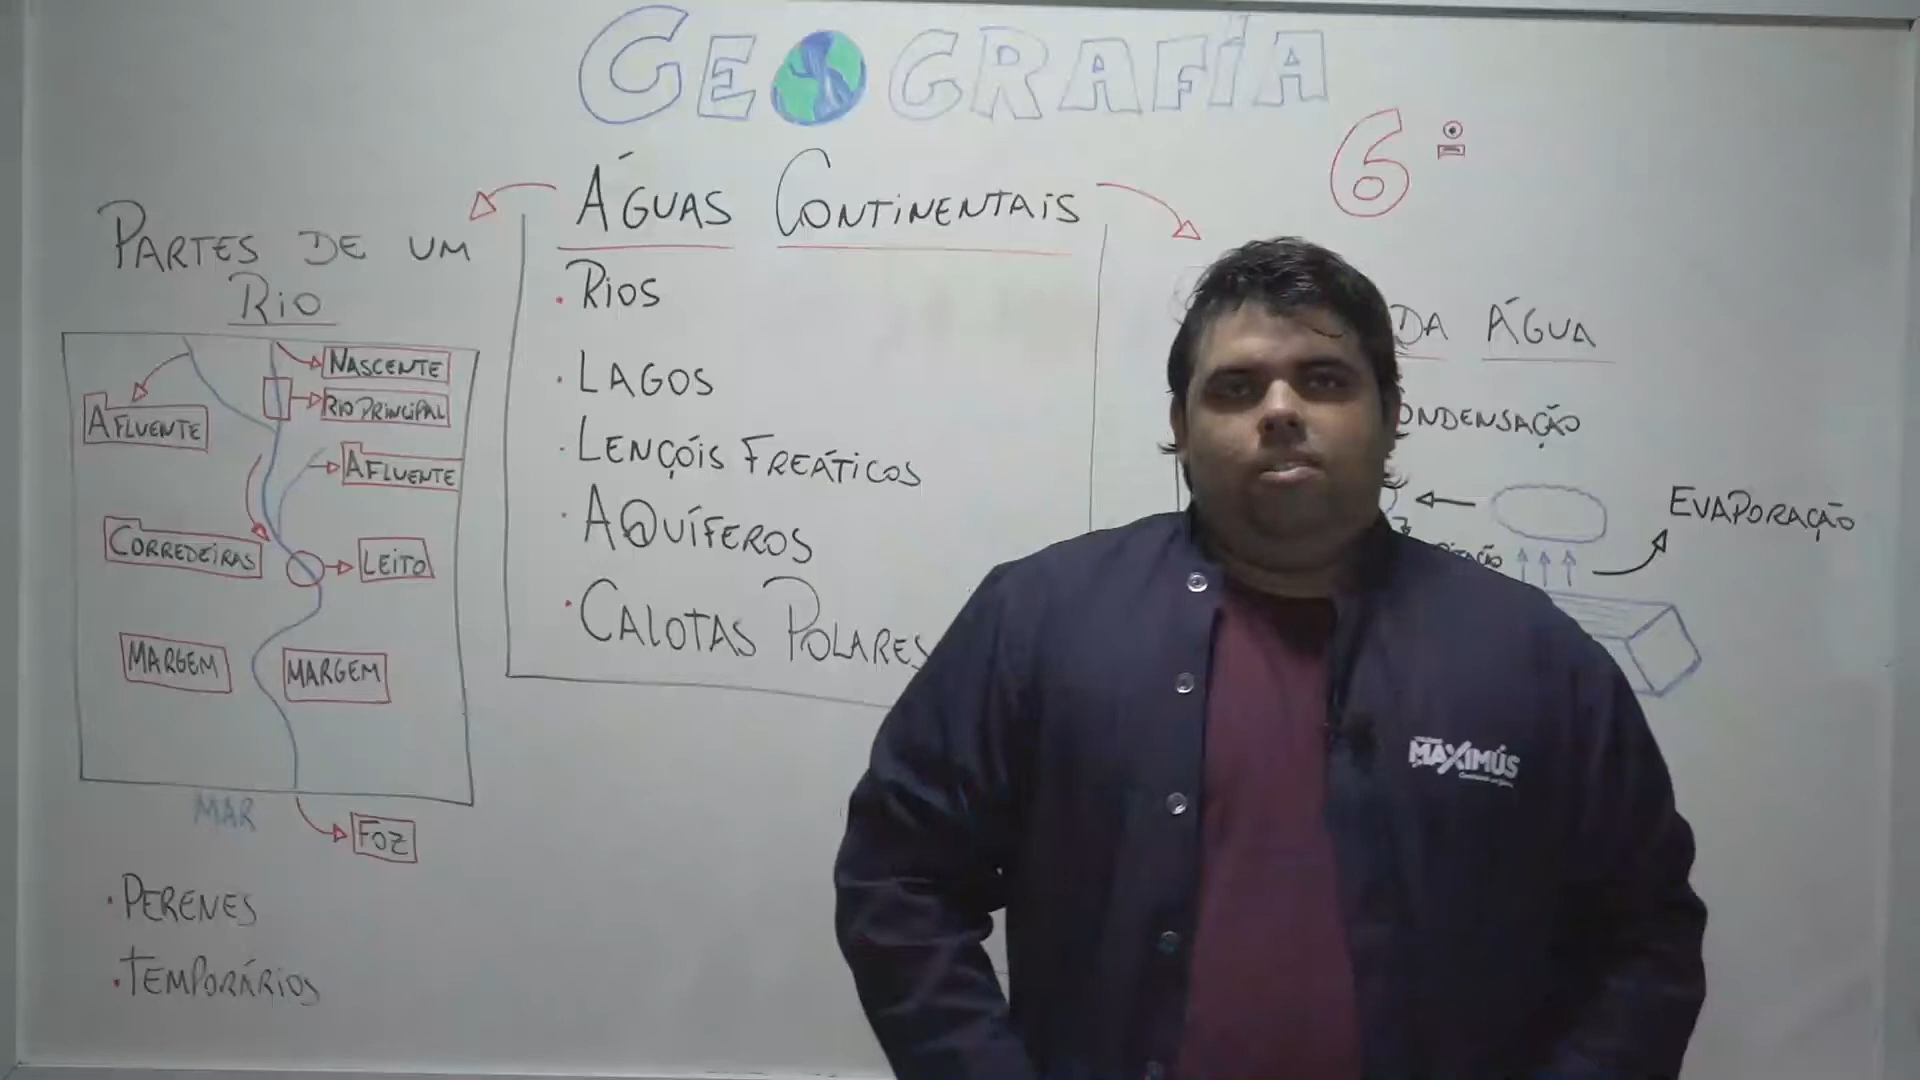 GEOGRAFÍA
6º
ÁGUAS CONTINENTAIS
RIOS
LAGOS
LENÇÓIS FREÁTICOS
AQUÍFEROS
CALOTAS POLARES
PARTES DE UM
RIO
NASCENTE
RIO PRINCIPAL
AFLUENTE
AFLUENTE
CORREDEIRAS
LEITO
MARGEM
MARGEM
MAR
FOZ
PERENES
TEMPORÁRIOS
DA ÁGUA
ONDENSAÇÃO
EVAPORAÇÃO
MAXIMÚS